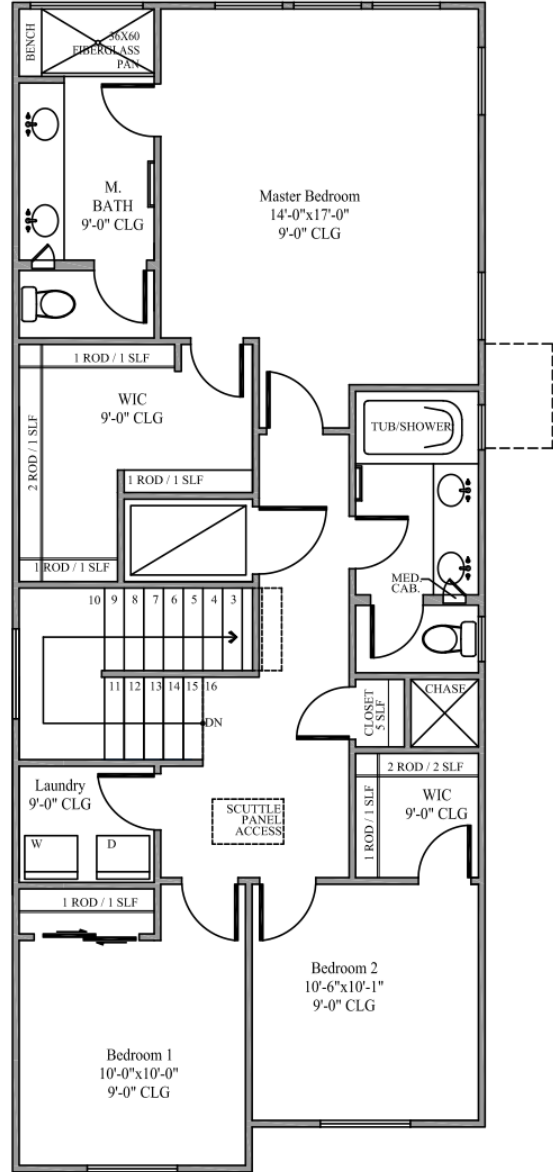 BENCH
36X60
FIBERGLASS
PAN
M.
BATH
9'-0" CLG
Master Bedroom
14'-0"x17'-0"
9'-0" CLG
1 ROD / 1 SLF
WIC
9'-0" CLG
2 ROD / 1 SLF
1 ROD / 1 SLF
1 ROD / 1 SLF
TUB/SHOWER
MED.
CAB.
10 9 8 7 6 5 4 3
11 12 13 14 15 16
DN
CLOSET
5 SLF
CHASE
Laundry
9'-0" CLG
W
D
SCUTTLE
PANEL
ACCESS
2 ROD / 2 SLF
1 ROD / 1 SLF
WIC
9'-0" CLG
1 ROD / 1 SLF
Bedroom 2
10'-6"x10'-1"
9'-0" CLG
Bedroom 1
10'-0"x10'-0"
9'-0" CLG